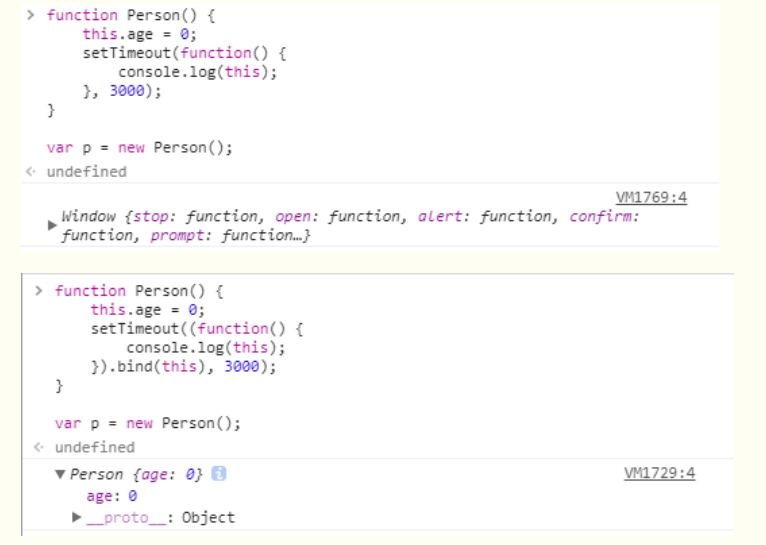 > function Person() {
this.age = 0;
setTimeout(function() {
console.log(this);
}, 3000);
}
var p = new Person();
<· undefined
VM1769:4
▶ Window {stop: function, open: function, alert: function, confirm:
function, prompt: function…}
> function Person() {
this.age = 0;
setTimeout((function() {
console.log(this);
}).bind(this), 3000);
}
var p = new Person();
<· undefined
▼ Person {age: 0} i VM1729:4
age: 0
▶ __proto__: Object